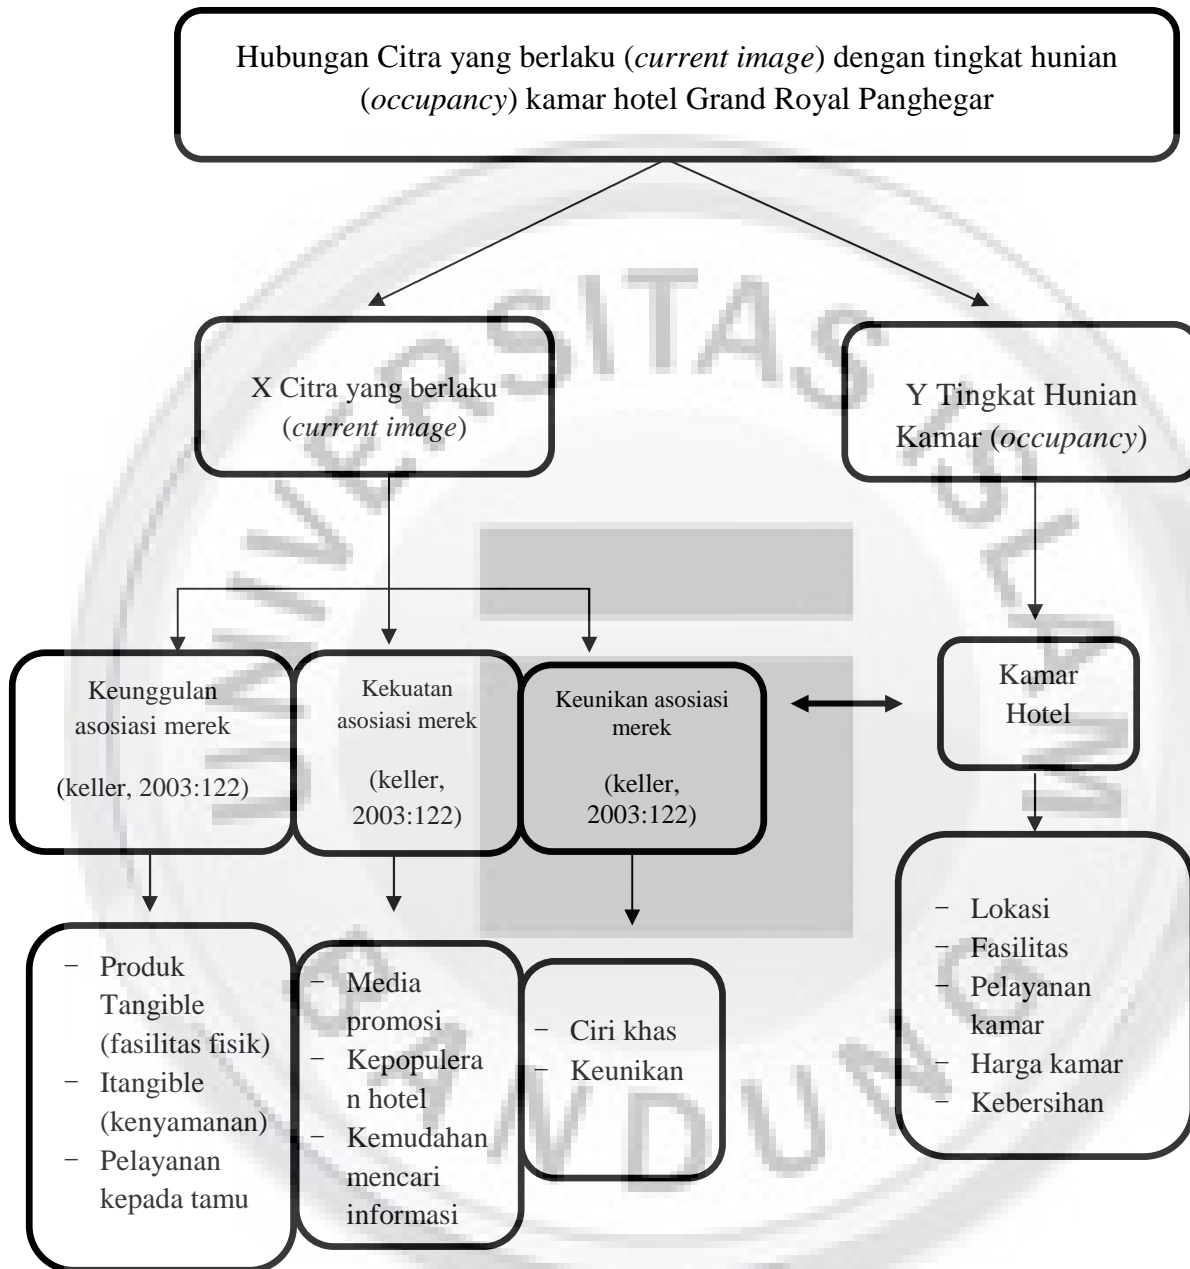 Hubungan Citra yang berlaku (current image) dengan tingkat hunian
(occupancy) kamar hotel Grand Royal Panghegar
X Citra yang berlaku
(current image)
Y Tingkat Hunian
Kamar (occupancy)
Keunggulan
asosiasi merek
(keller, 2003:122)
Kekuatan
asosiasi merek
(keller,
2003:122)
Keunikan asosiasi
merek
(keller,
2003:122)
Kamar
Hotel
− Produk
Tangible
(fasilitas fisik)
− Itangible
(kenyamanan)
− Pelayanan
kepada tamu
− Media
promosi
− Kepopulera
n hotel
− Kemudahan
mencari
informasi
− Ciri khas
− Keunikan
− Lokasi
− Fasilitas
− Pelayanan
kamar
− Harga kamar
− Kebersihan
UNIVERSITAS ISLAM
BANDUNG